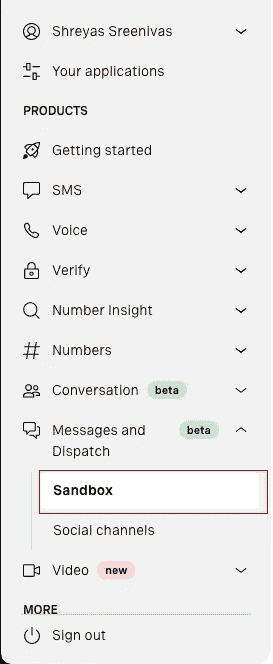 Shreyas Sreenivas
Your applications
PRODUCTS
Getting started
SMS
Voice
Verify
Number Insight
Numbers
Conversation beta
Messages and beta
Dispatch
Sandbox
Social channels
Video new
MORE
Sign out